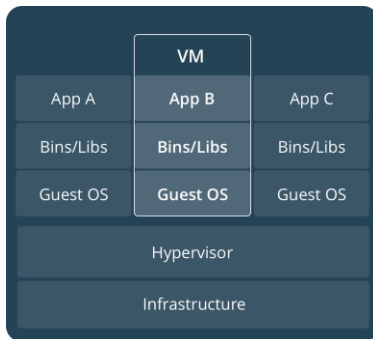 VM
App A App B App C
Bins/Libs Bins/Libs Bins/Libs
Guest OS Guest OS Guest OS
Hypervisor
Infrastructure